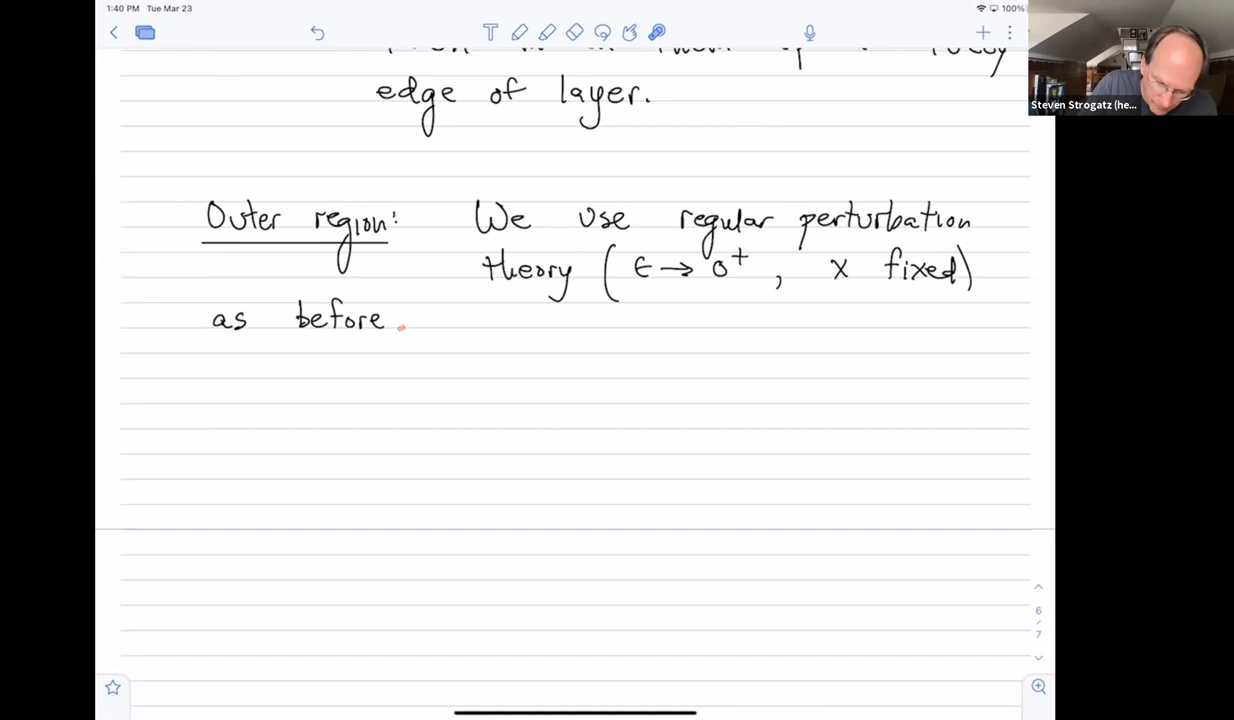 1:40 PM Tue Mar 23
100%
edge of layer.
Steven Strogatz (he...
Outer region: We use regular perturbation
theory (ϵ → 0⁺, x fixed)
as before.
6
/
7